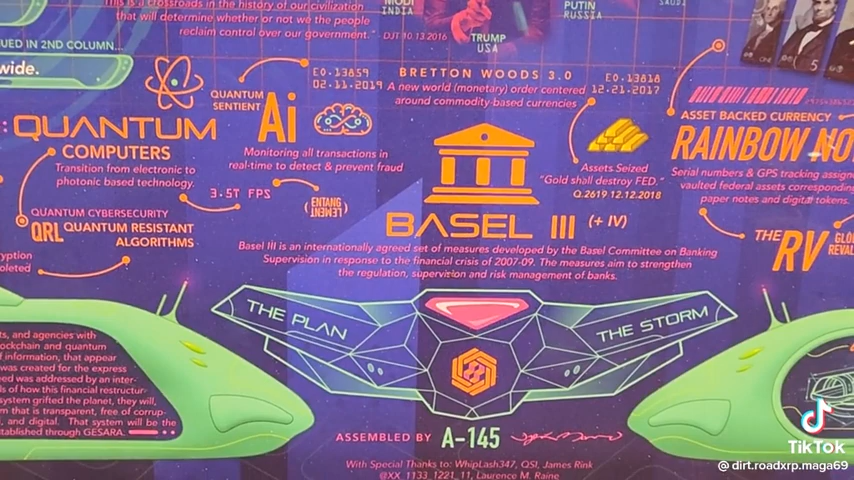 This is a crossroads in the history of our civilization
that will determine whether or not we the people
reclaim control over our government."
DJT 10.13.2016
MODI
INDIA
TRUMP
USA
PUTIN
RUSSIA
SAUDI
UED IN 2ND COLUMN...
wide.
5
QUANTUM
SENTIENT
Ai
EO.13859
02.11.2019
BRETTON WOODS 3.0
A new world (monetary) order centered
around commodity-based currencies
EO.13818
12.21.2017
: QUANTUM
COMPUTERS
Transition from electronic to
photonic based technology.
Monitoring all transactions in
real-time to detect & prevent fraud
3.5T FPS
(ENTANG
LEMENT)
QUANTUM CYBERSECURITY
QRL QUANTUM RESISTANT
ALGORITHMS
yption
oleted
Assets Seized
"Gold shall destroy FED."
Q.2619 12.12.2018
ASSET BACKED CURRENCY
RAINBOW NO
Serial numbers & GPS tracking assign
vaulted federal assets corresponding
paper notes and digital tokens.
THE RV GLO
REVAL
BASEL III (+ IV)
Basel III is an internationally agreed set of measures developed by the Basel Committee on Banking
Supervision in response to the financial crisis of 2007-09. The measures aim to strengthen
the regulation, supervision and risk management of banks.
THE PLAN
THE STORM
ts, and agencies with
ockchain and quantum
f information, that appear
was created for the express
eed was addressed by an inter-
ls of how this financial restructur-
system grifted the planet, they will,
m that is transparent, free of corrup-
, and digital. That system will be the
tablished through GESARA.
ASSEMBLED BY A-145
With Special Thanks to: WhipLash347, QSI, James Rink
@XX_1133_1221_11, Laurence M. Raine
TikTok
@dirt.roadxrp.maga69